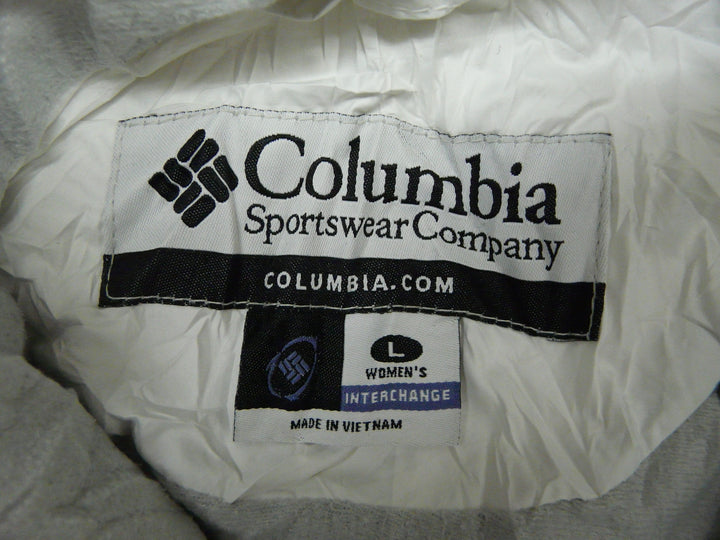 Columbia
Sportswear Company
COLUMBIA.COM
L
WOMEN'S
INTERCHANGE
MADE IN VIETNAM